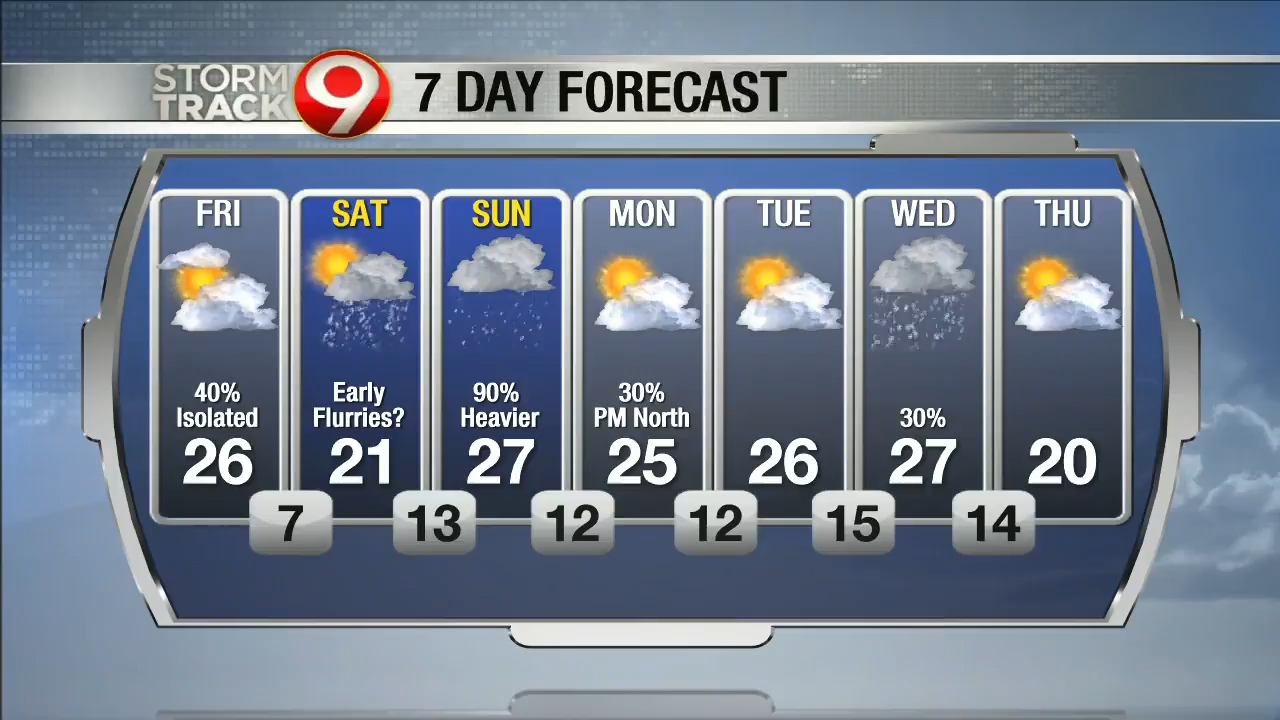 STORM
TRACK 9
7 DAY FORECAST
FRI
SAT
SUN
MON
TUE
WED
THU
40%
Isolated
26
Early
Flurries?
21
90%
Heavier
27
30%
PM North
25
26
30%
27
20
7
13
12
12
15
14